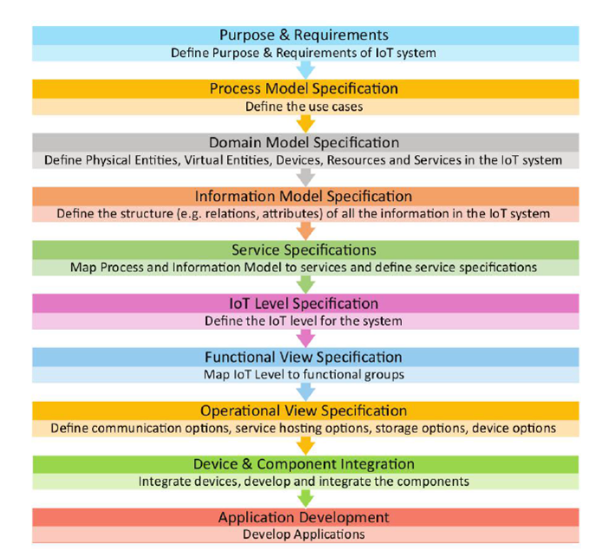 Purpose & Requirements
Define Purpose & Requirements of IoT system
Process Model Specification
Define the use cases
Domain Model Specification
Define Physical Entities, Virtual Entities, Devices, Resources and Services in the IoT system
Information Model Specification
Define the structure (e.g. relations, attributes) of all the information in the IoT system
Service Specifications
Map Process and Information Model to services and define service specifications
IoT Level Specification
Define the IoT level for the system
Functional View Specification
Map IoT Level to functional groups
Operational View Specification
Define communication options, service hosting options, storage options, device options
Device & Component Integration
Integrate devices, develop and integrate the components
Application Development
Develop Applications